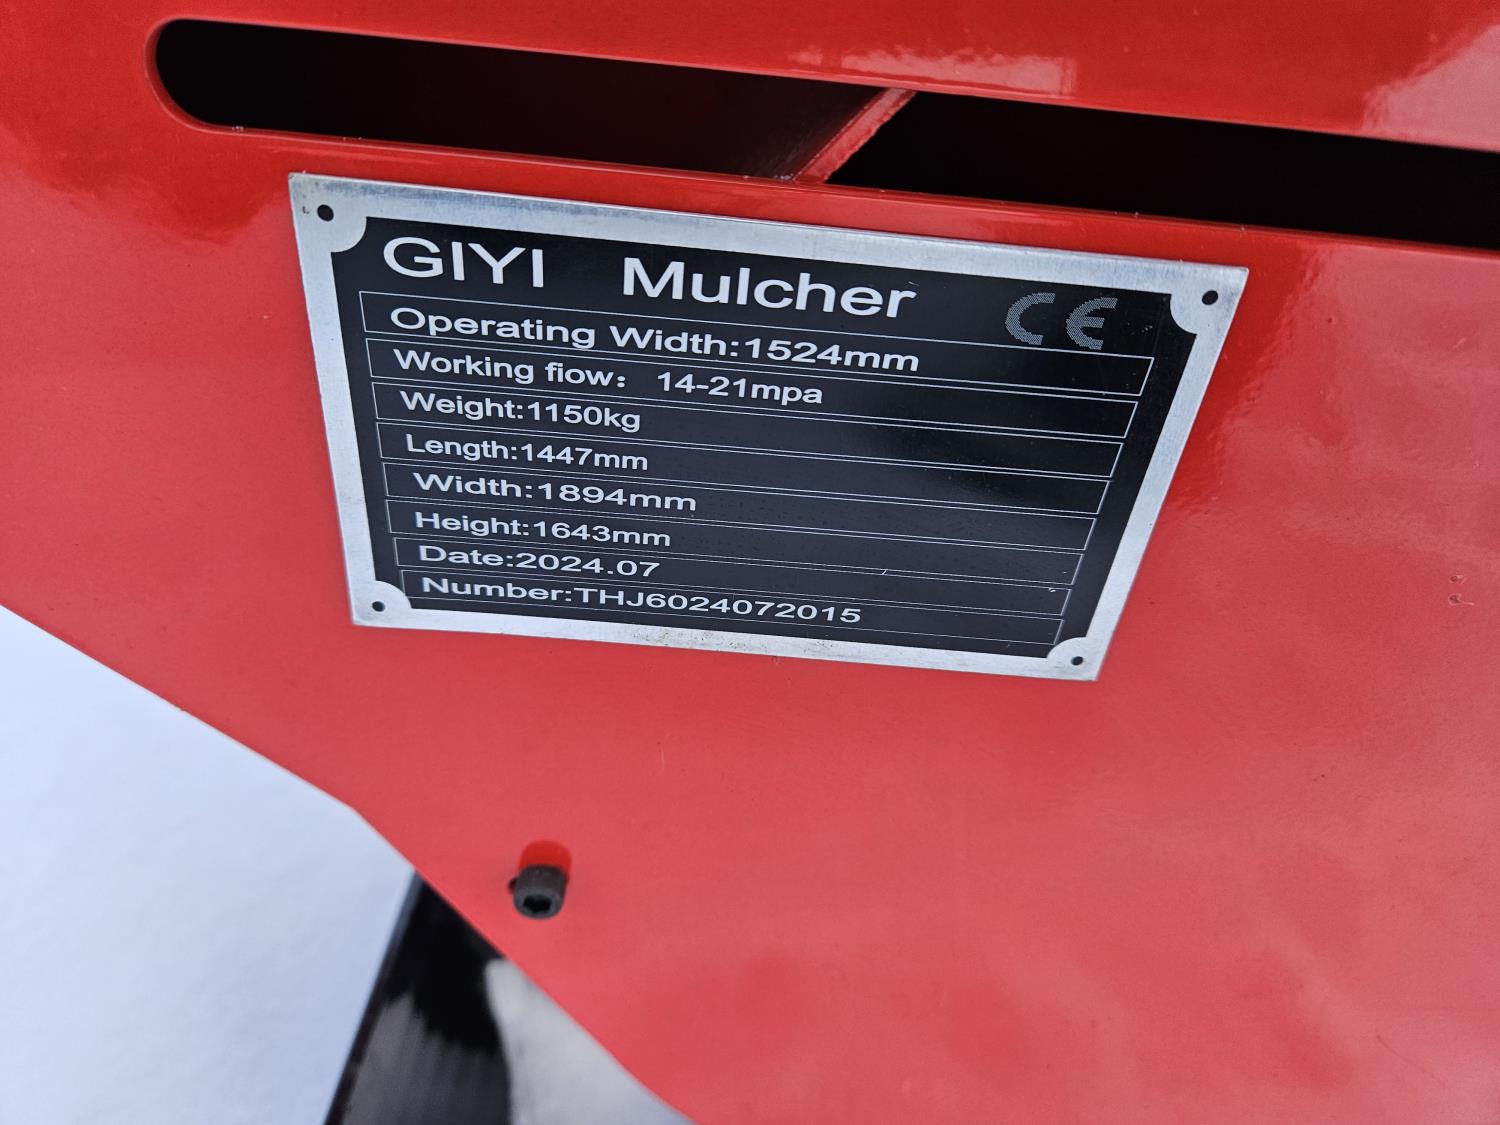 GIYI Mulcher CE
Operating Width:1524mm
Working fiow： 14-21mpa
Weight:1150kg
Length:1447mm
Width:1894mm
Height:1643mm
Date:2024.07
Number:THJ6024072015